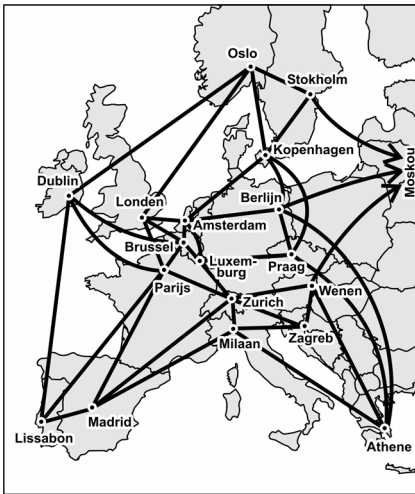 Oslo
Stokholm
Kopenhagen
Moskou
Dublin
Londen
Berlijn
Amsterdam
Brussel
Luxem-
burg
Praag
Parijs
Wenen
Zurich
Milaan
Zagreb
Madrid
Lissabon
Athene